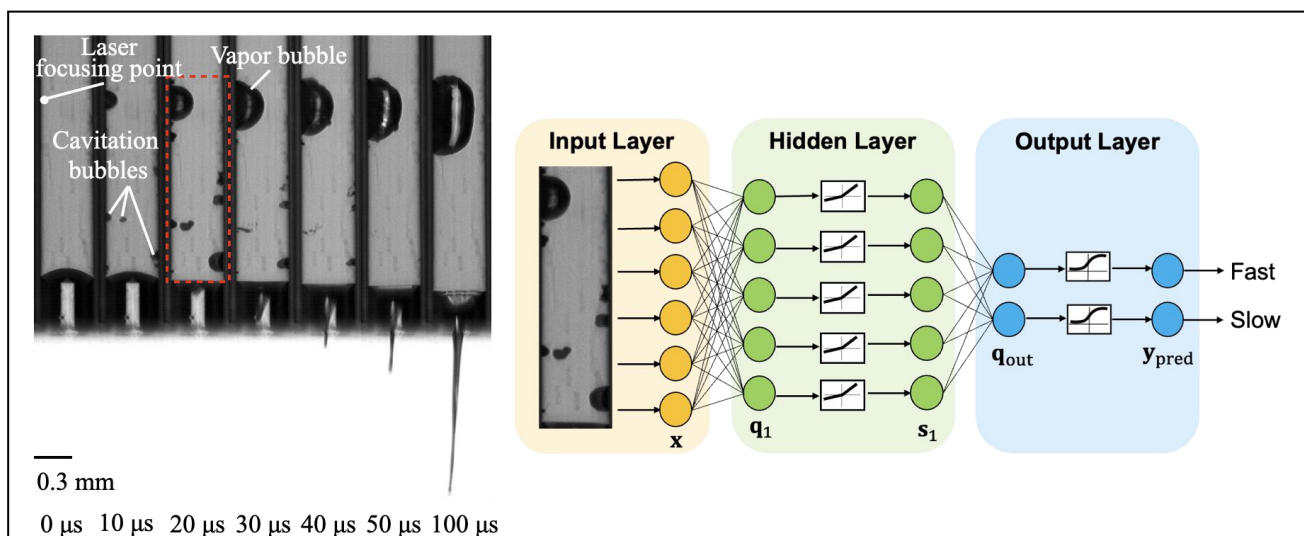 Laser
focusing point
Vapor bubble
Cavitation
bubbles
0.3 mm
0 μs 10 μs 20 μs 30 μs 40 μs 50 μs 100 μs
Input Layer
Hidden Layer
Output Layer
x
q1
s1
qout
ypred
Fast
Slow